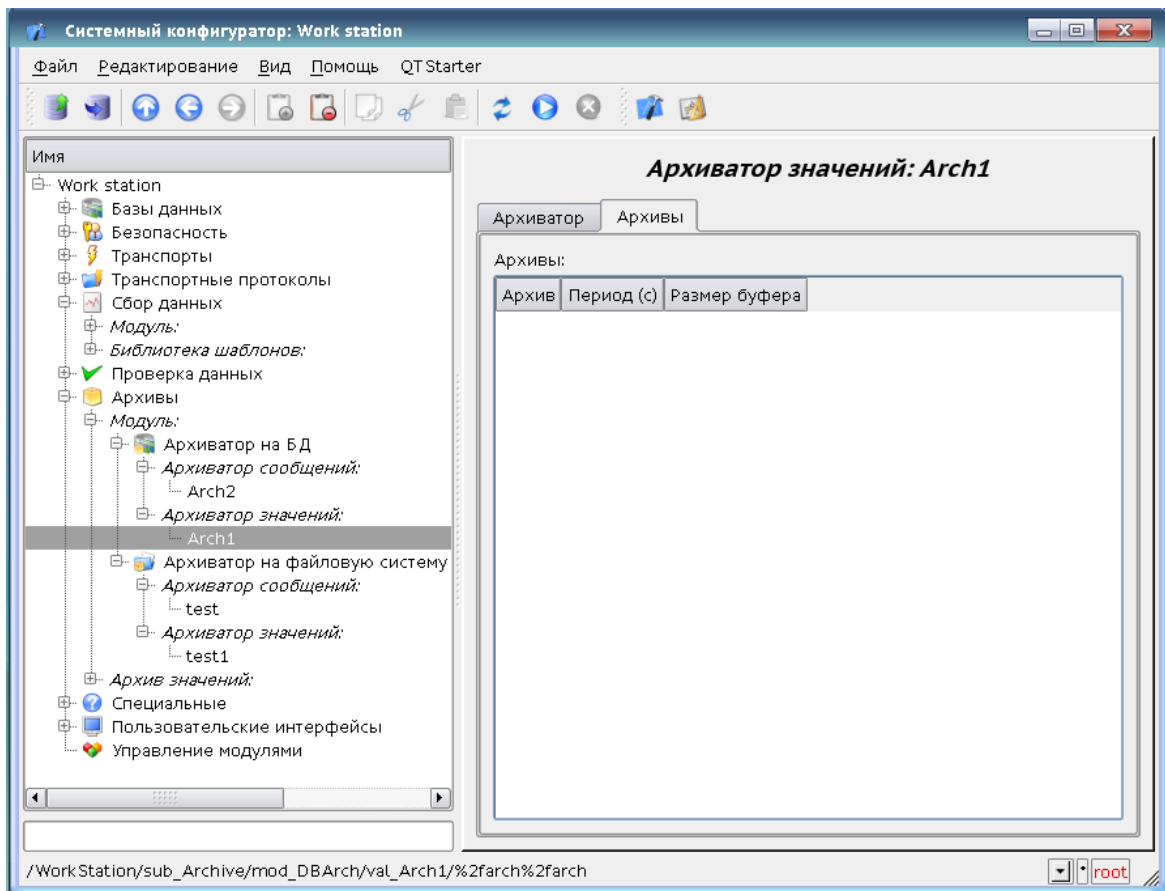 Системный конфигуратор: Work station
Файл Редактирование Вид Помощь QTStarter
Имя
Work station
Базы данных
Безопасность
Транспорты
Транспортные протоколы
Сбор данных
Модуль:
Библиотека шаблонов:
Проверка данных
Архивы
Модуль:
Архиватор на БД
Архиватор сообщений:
Arch2
Архиватор значений:
Arch1
Архиватор на файловую систему
Архиватор сообщений:
test
Архиватор значений:
test1
Архив значений:
Специальные
Пользовательские интерфейсы
Управление модулями
Архиватор значений: Arch1
Архиватор Архивы
Архивы:
Архив Период (с) Размер буфера
/WorkStation/sub_Archive/mod_DBArch/val_Arch1/%2farch%2farch
root